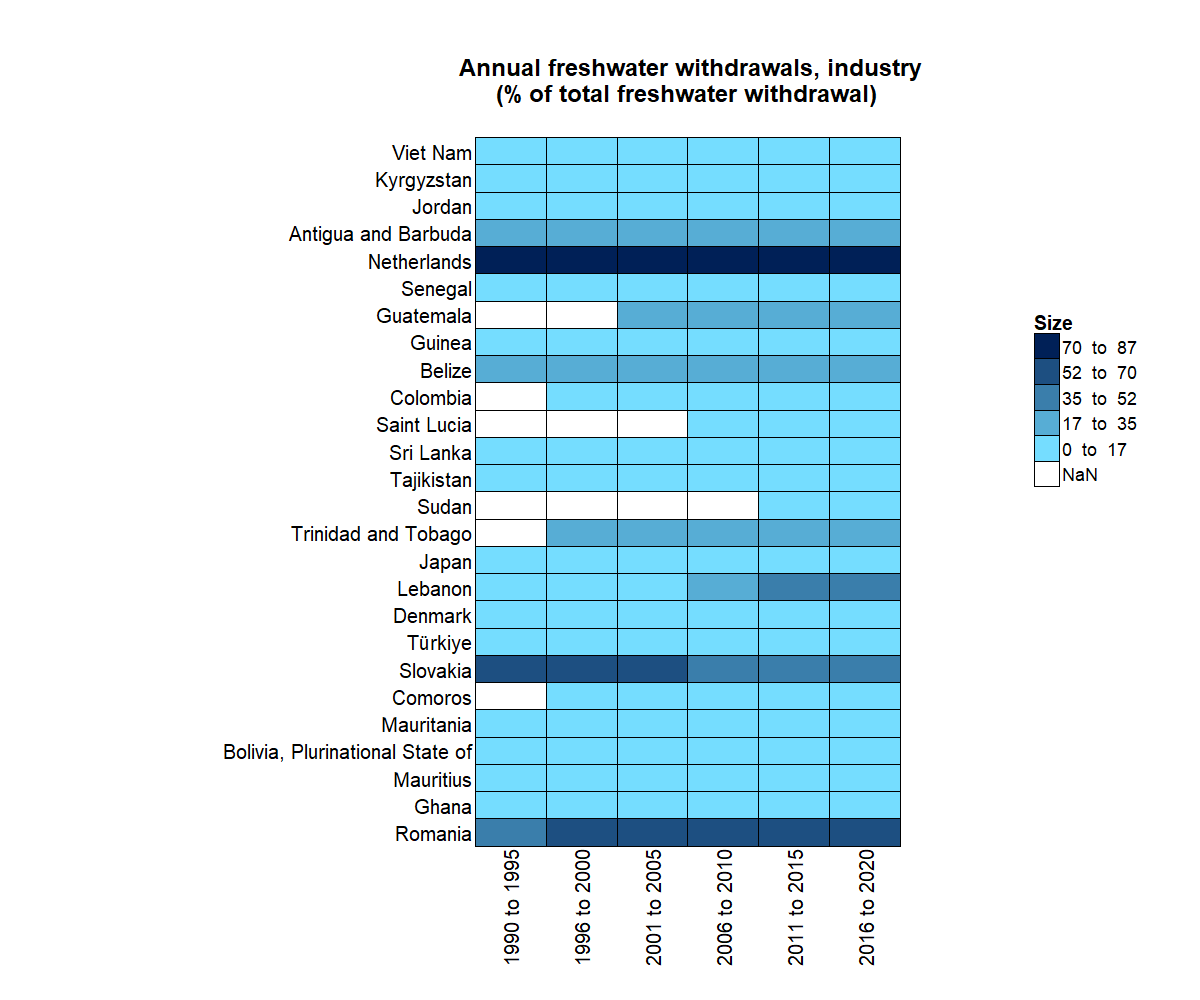 Annual freshwater withdrawals, industry
(% of total freshwater withdrawal)
Viet Nam
Kyrgyzstan
Jordan
Antigua and Barbuda
Netherlands
Senegal
Guatemala
Guinea
Belize
Colombia
Saint Lucia
Sri Lanka
Tajikistan
Sudan
Trinidad and Tobago
Japan
Lebanon
Denmark
Türkiye
Slovakia
Comoros
Mauritania
Bolivia, Plurinational State of
Mauritius
Ghana
Romania
1990 to 1995
1996 to 2000
2001 to 2005
2006 to 2010
2011 to 2015
2016 to 2020
Size
70 to 87
52 to 70
35 to 52
17 to 35
0 to 17
NaN